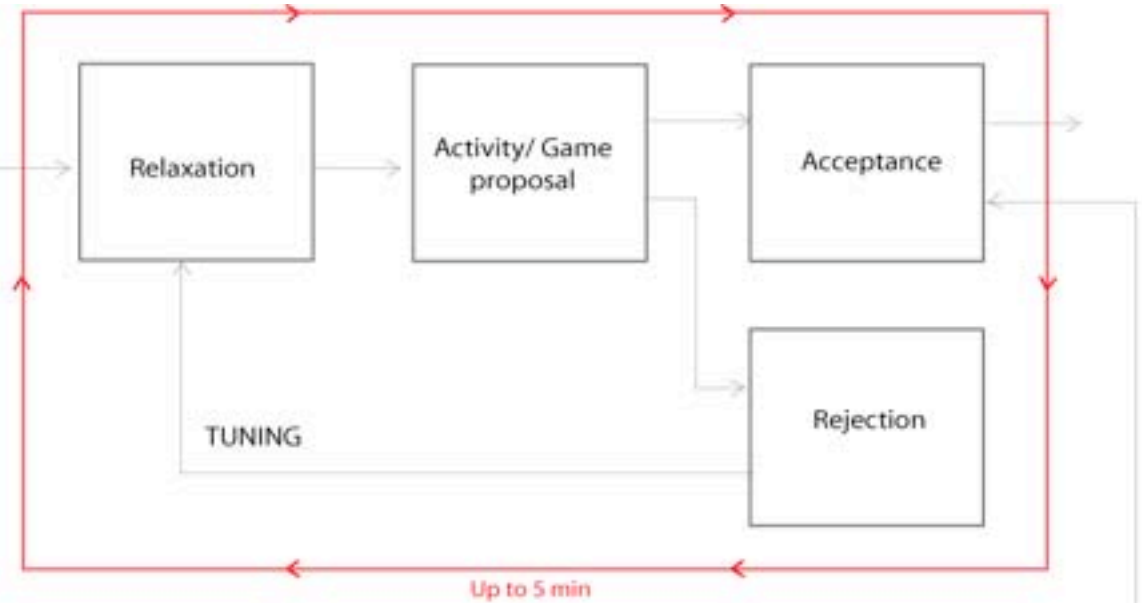 Relaxation
Activity/ Game
proposal
Acceptance
Rejection
TUNING
Up to 5 min